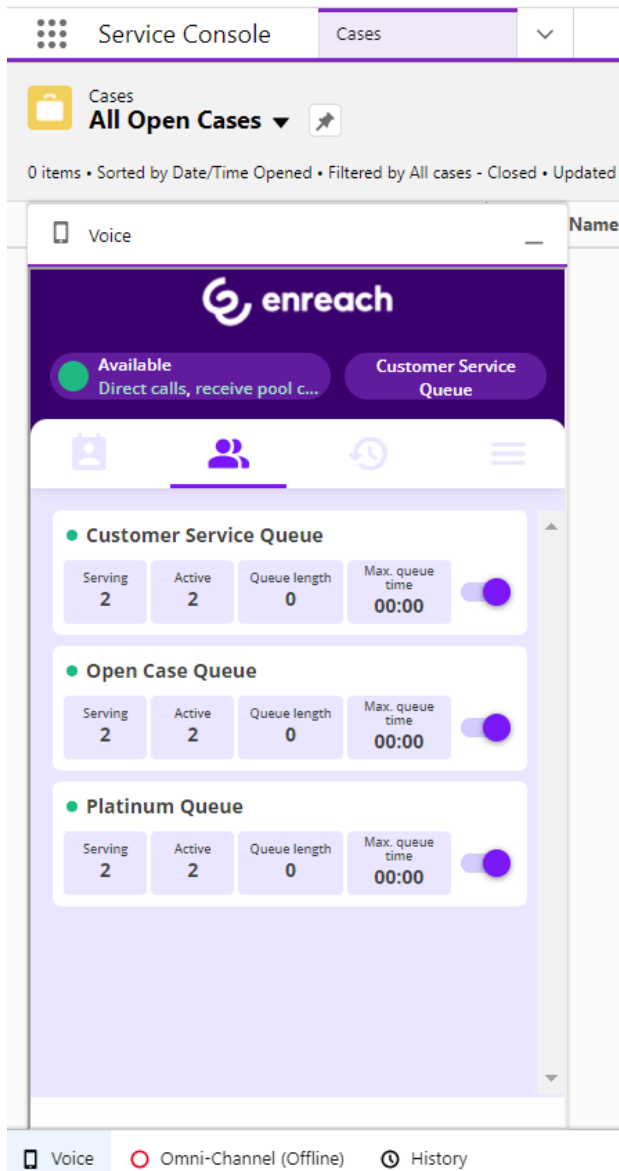 Service Console
Cases
Cases
All Open Cases
0 items • Sorted by Date/Time Opened • Filtered by All cases - Closed • Updated
Name
Voice
enreach
Available
Direct calls, receive pool c...
Customer Service
Queue
Customer Service Queue
Serving
2
Active
2
Queue length
0
Max. queue
time
00:00
Open Case Queue
Serving
2
Active
2
Queue length
0
Max. queue
time
00:00
Platinum Queue
Serving
2
Active
2
Queue length
0
Max. queue
time
00:00
Voice
Omni-Channel (Offline)
History